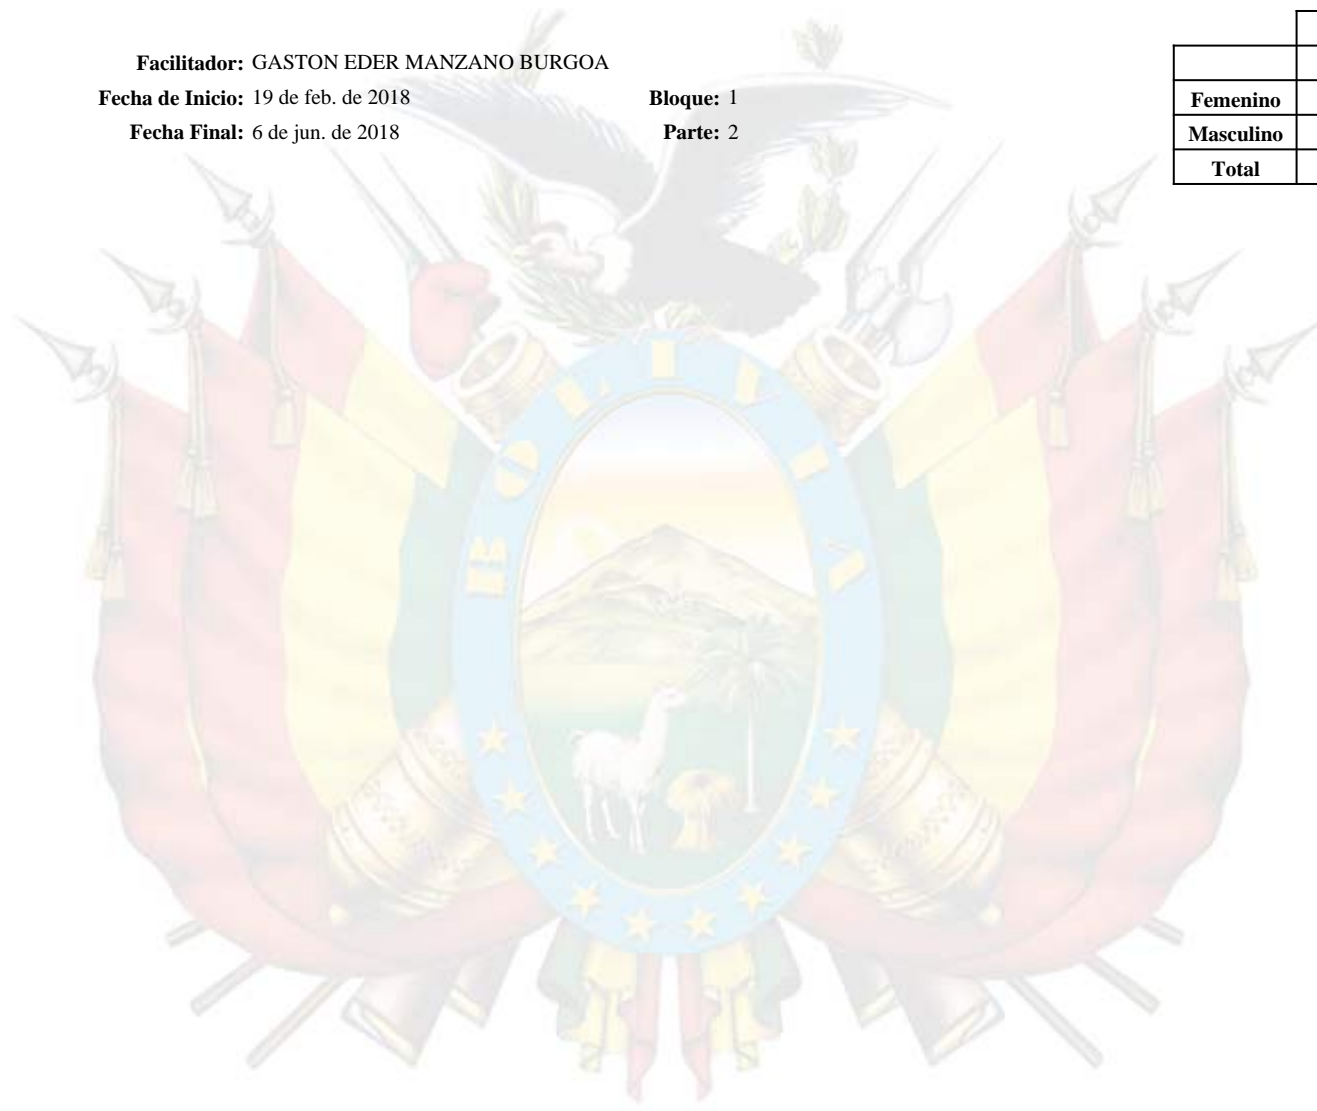 Facilitador: GASTON EDER MANZANO BURGOA
Fecha de Inicio: 19 de feb. de 2018 Bloque: 1
Fecha Final: 6 de jun. de 2018 Parte: 2
Femenino
Masculino
Total
BOLIVIA